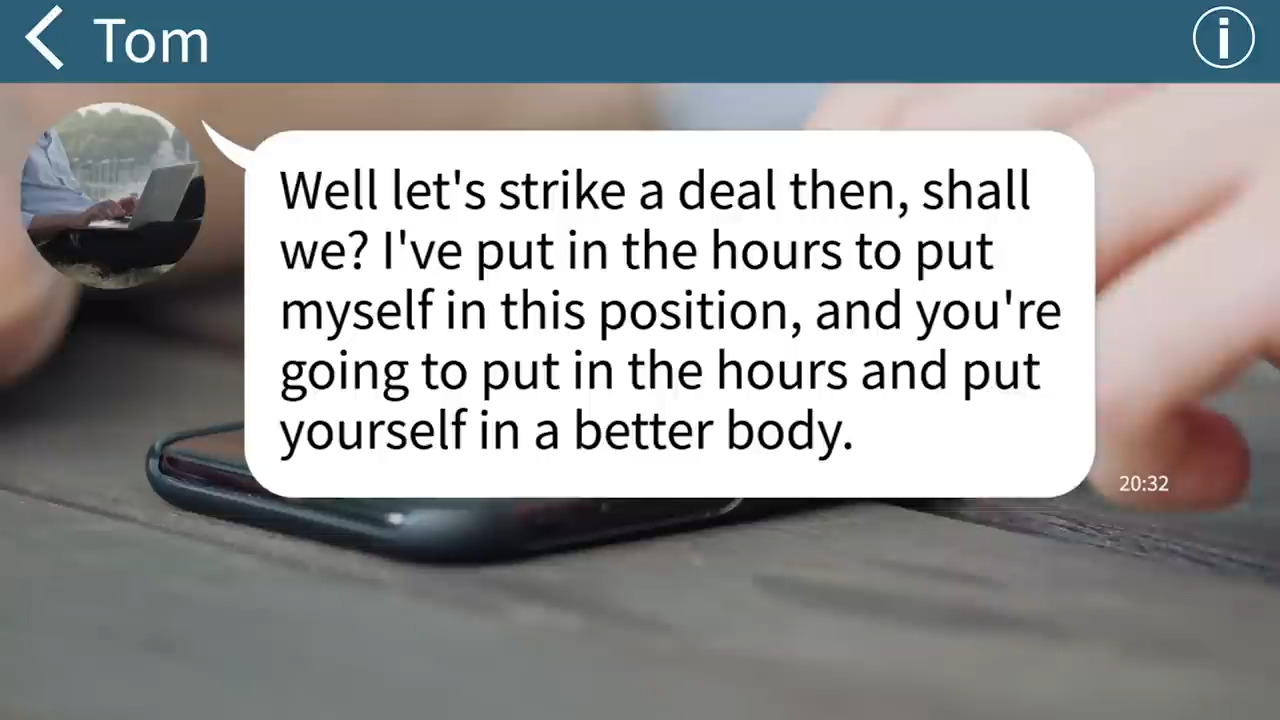 Tom
Well let's strike a deal then, shall
we? I've put in the hours to put
myself in this position, and you're
going to put in the hours and put
yourself in a better body.
20:32